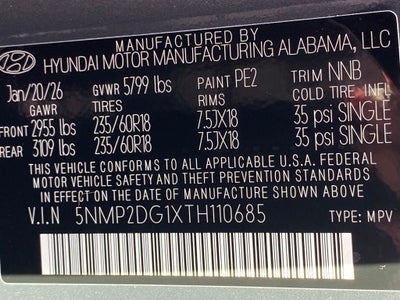 MANUFACTURED BY
HYUNDAI MOTOR MANUFACTURING ALABAMA, LLC
Jan/20/26 GVWR 5799 lbs PAINT PE2 TRIM NNB
GAWR TIRES RIMS COLD TIRE INFL
FRONT 2955 lbs 235/60R18 7.5JX18 35 psi SINGLE
REAR 3109 lbs 235/60R18 7.5JX18 35 psi SINGLE
THIS VEHICLE CONFORMS TO ALL APPLICABLE U.S.A. FEDERAL
MOTOR VEHICLE SAFETY AND THEFT PREVENTION STANDARDS
IN EFFECT ON THE DATE OF MANUFACTURE SHOWN ABOVE.
V.I.N 5NMP2DG1XTH110685 TYPE: MPV